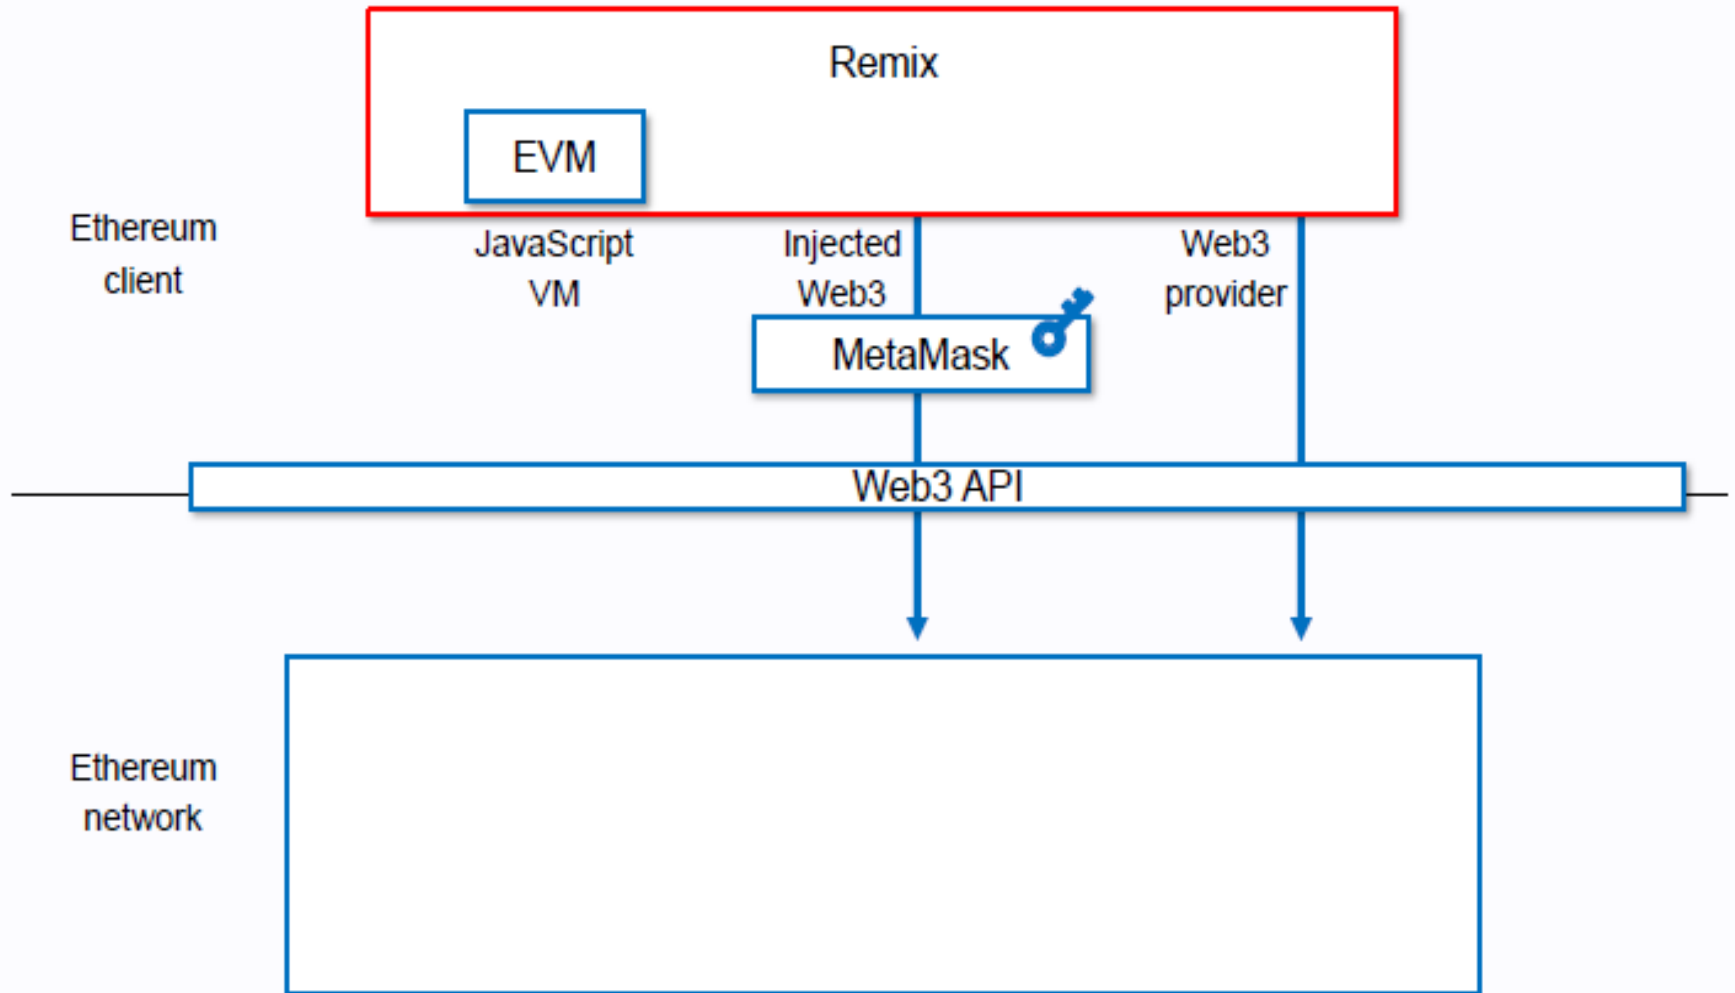 Remix
EVM
Ethereum
client
JavaScript
VM
Injected
Web3
Web3
provider
MetaMask
Web3 API
Ethereum
network